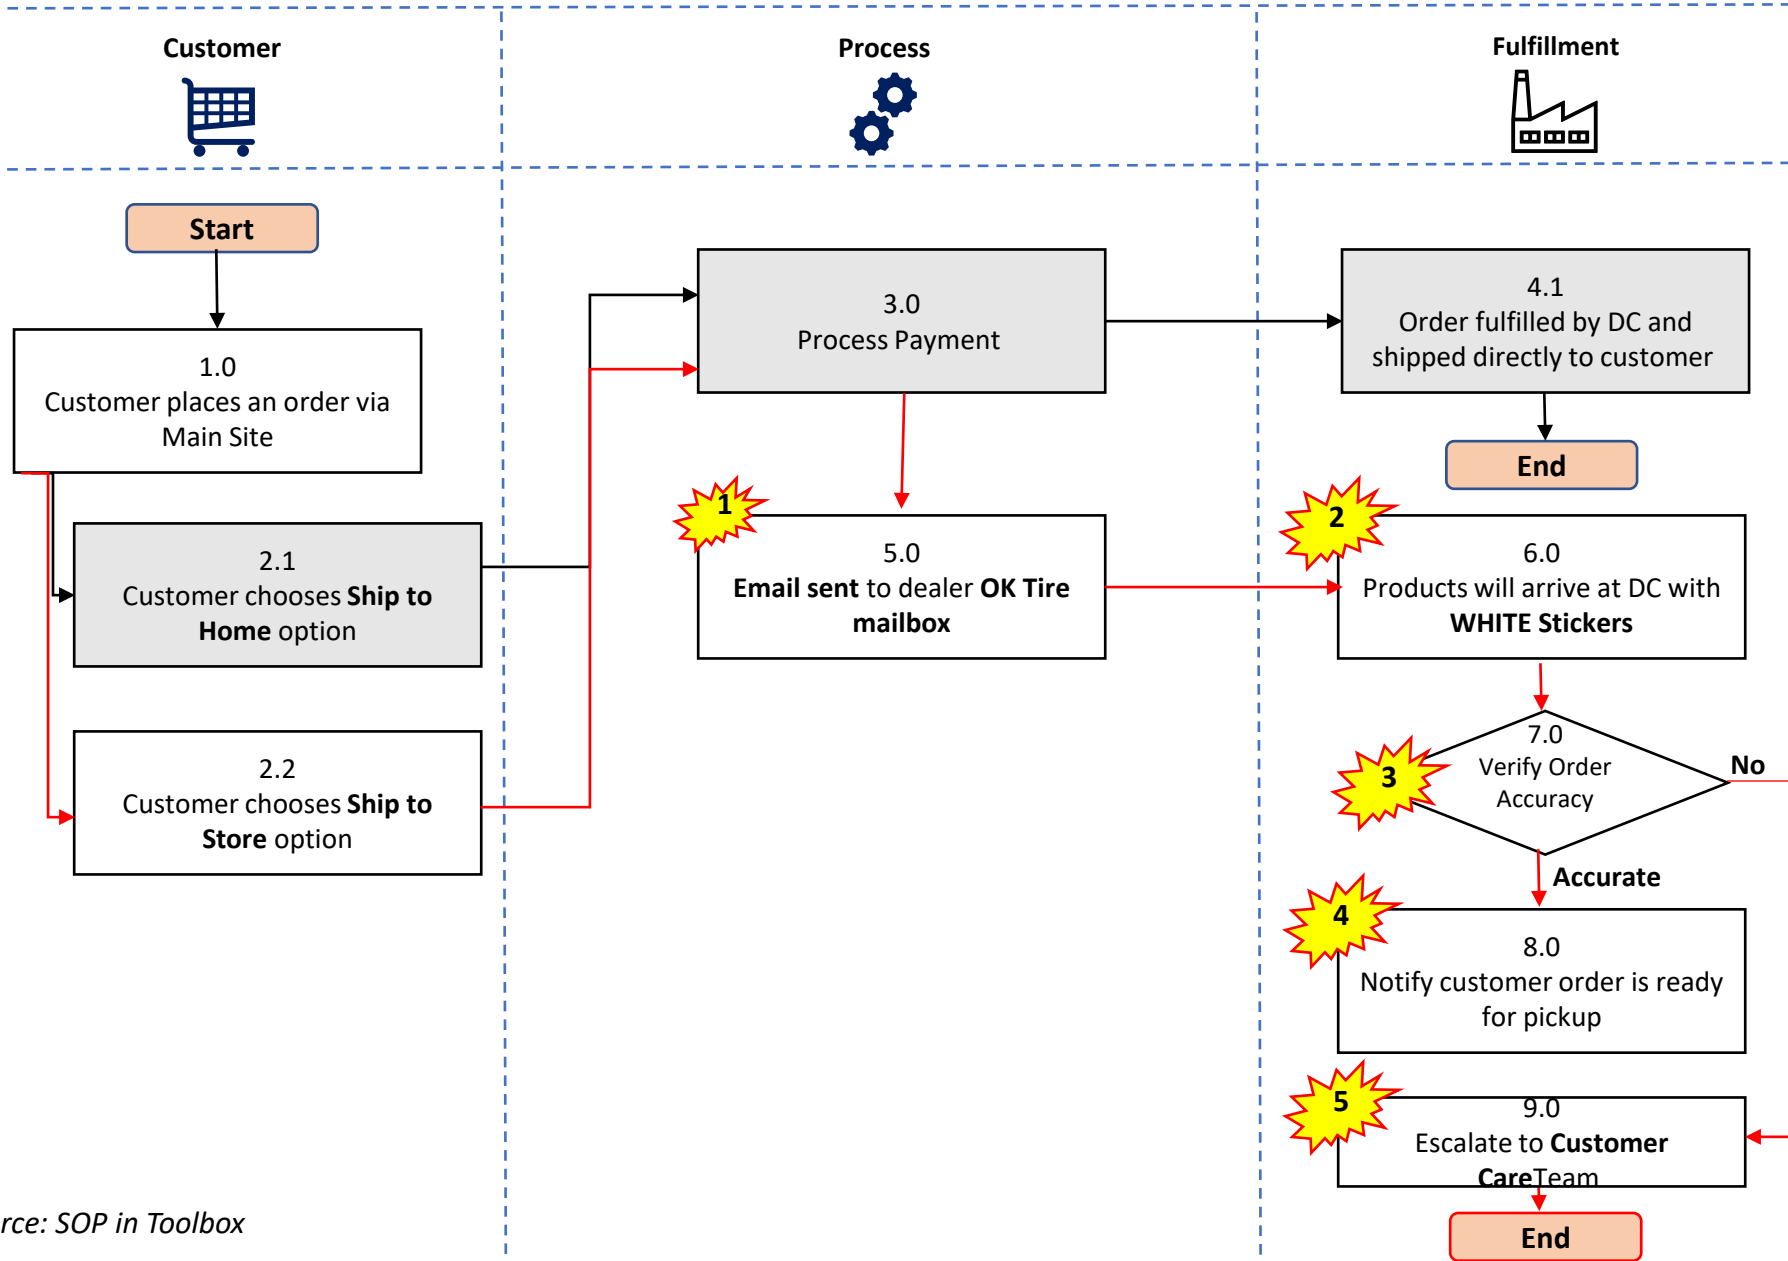 Customer
Process
Fulfillment
Start
1.0
Customer places an order via
Main Site
2.1
Customer chooses Ship to
Home option
2.2
Customer chooses Ship to
Store option
3.0
Process Payment
1
5.0
Email sent to dealer OK Tire
mailbox
4.1
Order fulfilled by DC and
shipped directly to customer
End
2
6.0
Products will arrive at DC with
WHITE Stickers
3
7.0
Verify Order
Accuracy
No
Accurate
4
8.0
Notify customer order is ready
for pickup
5
9.0
Escalate to Customer
CareTeam
End
rce: SOP in Toolbox